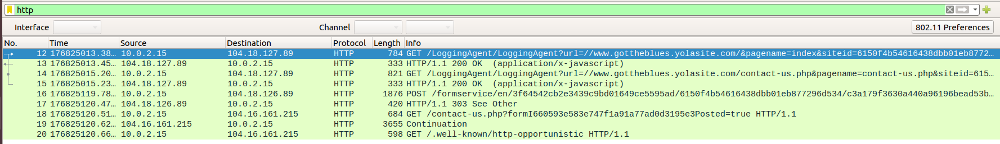 http
Interface Channel 802.11 Preferences
No. Time Source Destination Protocol Length Info
12 176825013.38… 10.0.2.15 104.18.127.89 HTTP 784 GET /LoggingAgent/LoggingAgent?url=//www.gottheblues.yolasite.com/&pagename=index&siteid=6150f4b54616438dbb01eb8772…
13 176825013.45… 104.18.127.89 10.0.2.15 HTTP 333 HTTP/1.1 200 OK  (application/x-javascript)
14 176825015.20… 10.0.2.15 104.18.127.89 HTTP 821 GET /LoggingAgent/LoggingAgent?url=//www.gottheblues.yolasite.com/contact-us.php&pagename=contact-us.php&siteid=615…
15 176825015.23… 104.18.127.89 10.0.2.15 HTTP 333 HTTP/1.1 200 OK  (application/x-javascript)
16 176825119.78… 10.0.2.15 104.18.126.89 HTTP 1876 POST /formservice/en/3f64542cb2e3439c9bd01649ce5595ad/6150f4b54616438dbb01eb877296d534/c3a179f3630a440a96196bead53b…
17 176825120.47… 104.18.126.89 10.0.2.15 HTTP 420 HTTP/1.1 303 See Other
18 176825120.51… 10.0.2.15 104.16.161.215 HTTP 684 GET /contact-us.php?formI660593e583e747f1a91a77ad0d3195e3Posted=true HTTP/1.1
19 176825120.62… 104.16.161.215 10.0.2.15 HTTP 3655 Continuation
20 176825120.66… 10.0.2.15 104.16.161.215 HTTP 598 GET /.well-known/http-opportunistic HTTP/1.1